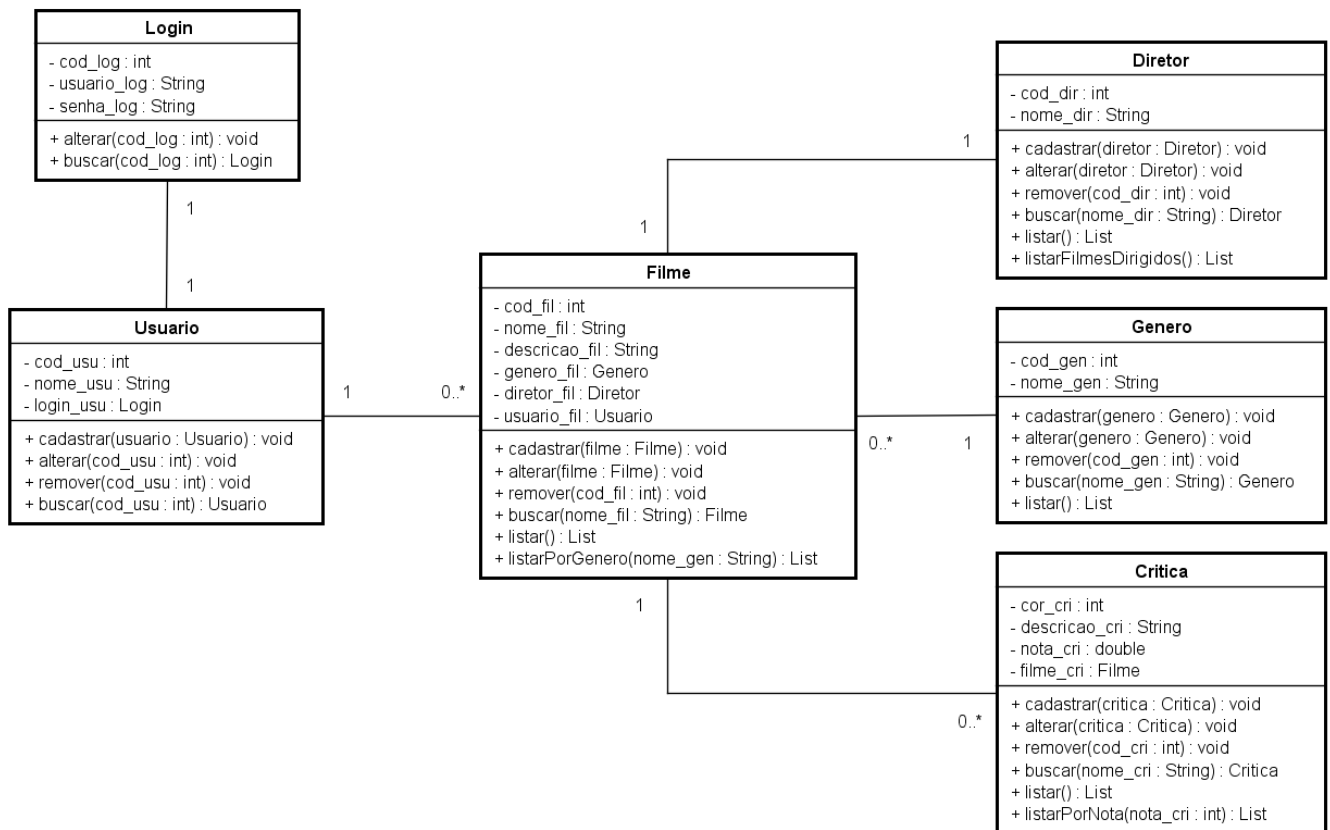 Login
- cod_log : int
- usuario_log : String
- senha_log : String
+ alterar(cod_log : int) : void
+ buscar(cod_log : int) : Login
1
1
Usuario
- cod_usu : int
- nome_usu : String
- login_usu : Login
+ cadastrar(usuario : Usuario) : void
+ alterar(cod_usu : int) : void
+ remover(cod_usu : int) : void
+ buscar(cod_usu : int) : Usuario
1
0..*
Filme
- cod_fil : int
- nome_fil : String
- descricao_fil : String
- genero_fil : Genero
- diretor_fil : Diretor
- usuario_fil : Usuario
+ cadastrar(filme : Filme) : void
+ alterar(filme : Filme) : void
+ remover(cod_fil : int) : void
+ buscar(nome_fil : String) : Filme
+ listar() : List
+ listarPorGenero(nome_gen : String) : List
1
1
Diretor
- cod_dir : int
- nome_dir : String
+ cadastrar(diretor : Diretor) : void
+ alterar(diretor : Diretor) : void
+ remover(cod_dir : int) : void
+ buscar(nome_dir : String) : Diretor
+ listar() : List
+ listarFilmesDirigidos() : List
0..*
1
Genero
- cod_gen : int
- nome_gen : String
+ cadastrar(genero : Genero) : void
+ alterar(genero : Genero) : void
+ remover(cod_gen : int) : void
+ buscar(nome_gen : String) : Genero
+ listar() : List
1
0..*
Critica
- cor_cri : int
- descricao_cri : String
- nota_cri : double
- filme_cri : Filme
+ cadastrar(critica : Critica) : void
+ alterar(critica : Critica) : void
+ remover(cod_cri : int) : void
+ buscar(nome_cri : String) : Critica
+ listar() : List
+ listarPorNota(nota_cri : int) : List